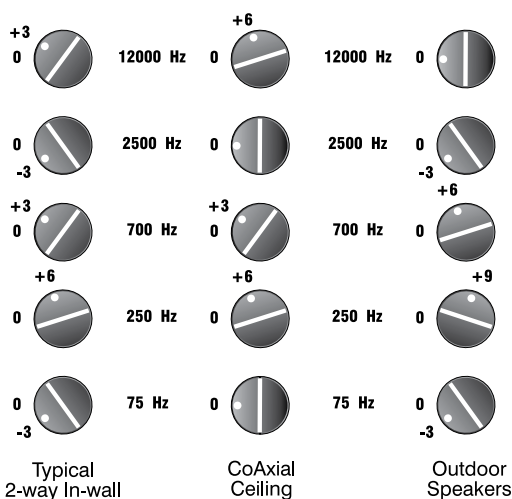 +3 +6
0 12000 Hz 0 12000 Hz 0
0 2500 Hz 0 2500 Hz 0
-3 -3
+3 +3 +6
0 700 Hz 0 700 Hz 0
+6 +6 +9
0 250 Hz 0 250 Hz 0
0 75 Hz 0 75 Hz 0
-3 -3
Typical CoAxial Outdoor
2-way In-wall Ceiling Speakers